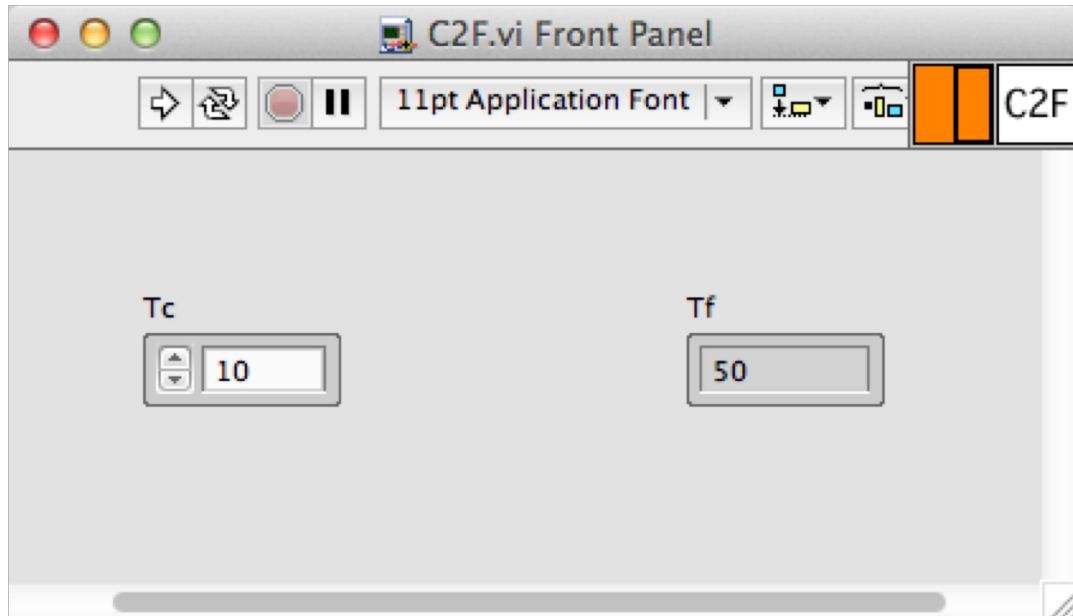 C2F.vi Front Panel
11pt Application Font
C2F
Tc
Tf
10
50